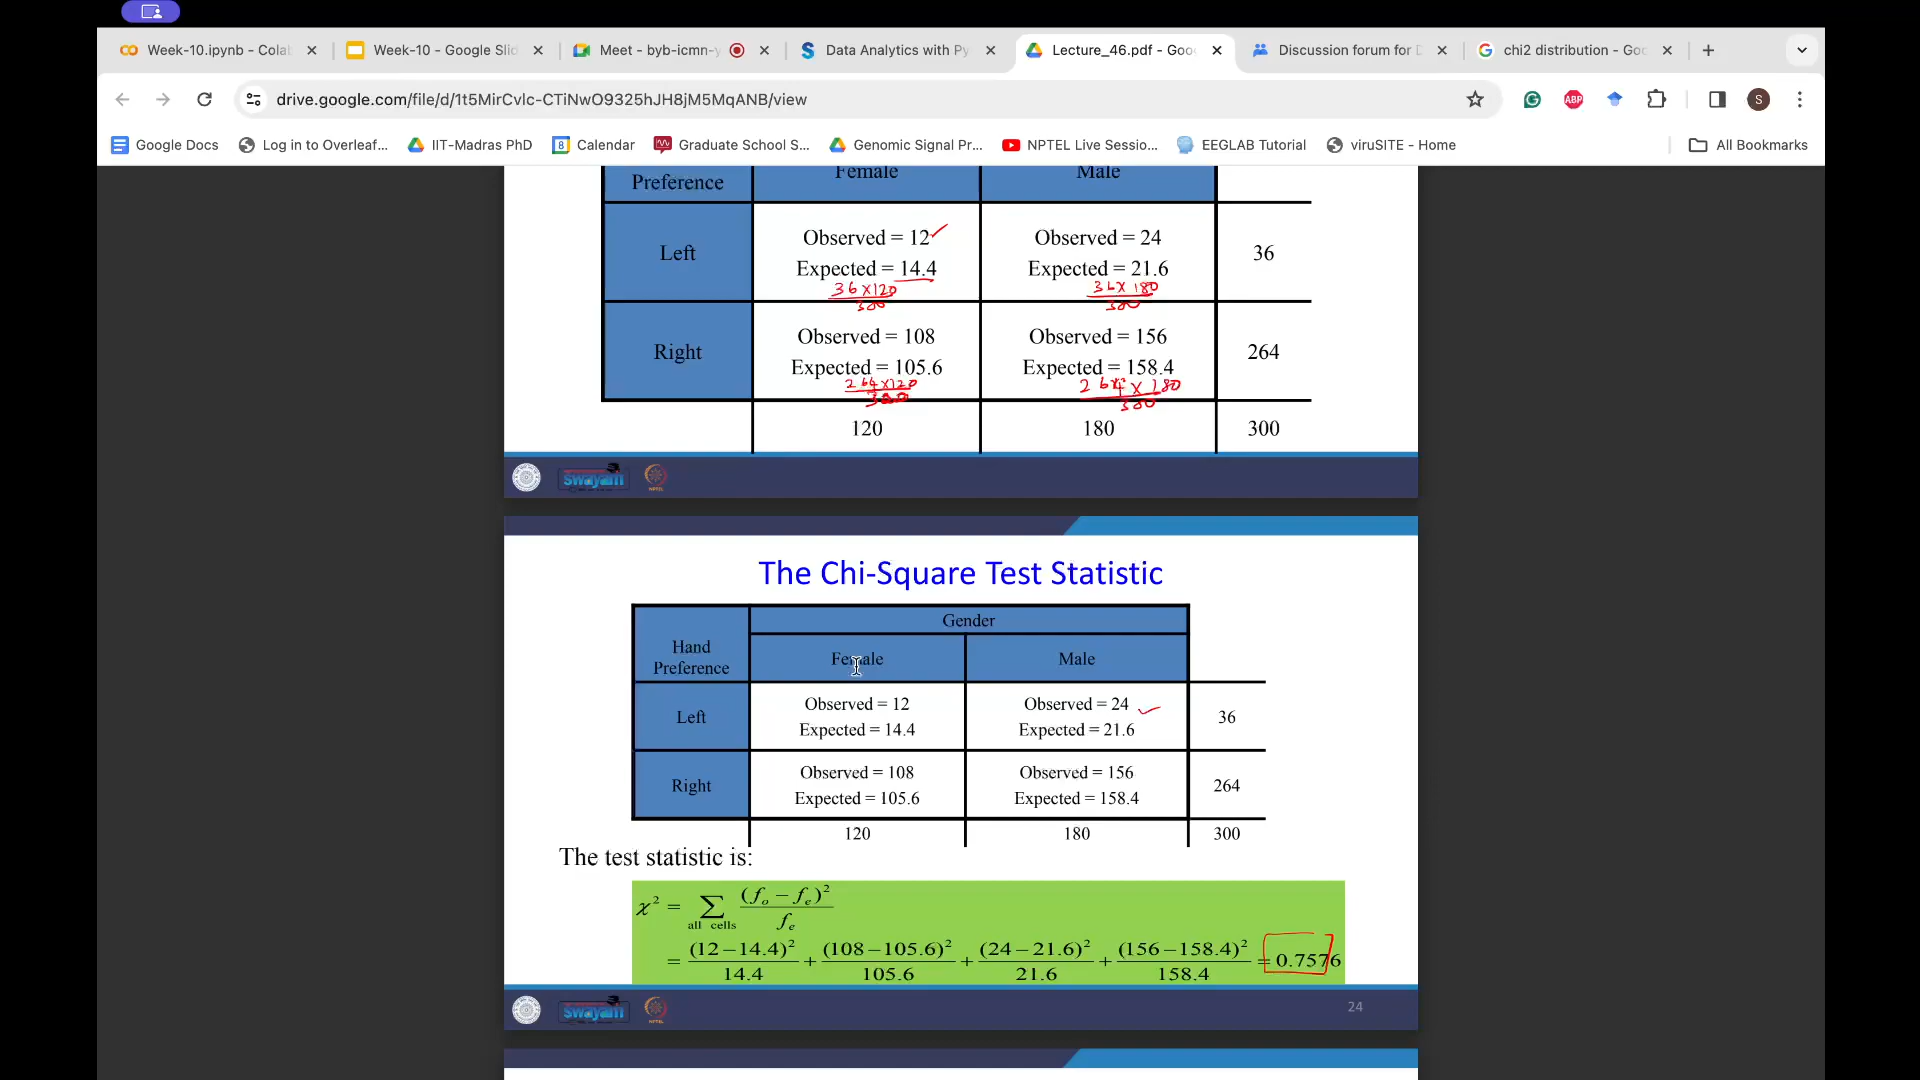 Week-10.ipynb - Colab
Week-10 - Google Slid
Meet - byb-icmn-y
Data Analytics with Py
Lecture_46.pdf - Goo
Discussion forum for D
chi2 distribution - Goo
drive.google.com/file/d/1t5MirCvlc-CTiNwO9325hJH8jM5MqANB/view
ABP
S
Google Docs
Log in to Overleaf...
IIT-Madras PhD
8 Calendar
Graduate School S...
Genomic Signal Pr...
NPTEL Live Sessio...
EEGLAB Tutorial
viruSITE - Home
All Bookmarks
Preference Female Male
Left
Observed = 12
Expected = 14.4
36×120
300
Observed = 24
Expected = 21.6
36×180
300
36
Right
Observed = 108
Expected = 105.6
264×120
300
Observed = 156
Expected = 158.4
264×180
300
264
120 180 300
swayam NPTEL
The Chi-Square Test Statistic
Hand Preference
Gender
Female Male
Left
Observed = 12
Expected = 14.4
Observed = 24
Expected = 21.6
36
Right
Observed = 108
Expected = 105.6
Observed = 156
Expected = 158.4
264
120 180 300
The test statistic is:
χ² = ∑ all cells (fₒ − fₑ)² / fₑ
= (12−14.4)² / 14.4 + (108−105.6)² / 105.6 + (24−21.6)² / 21.6 + (156−158.4)² / 158.4 = 0.7576
swayam NPTEL
24